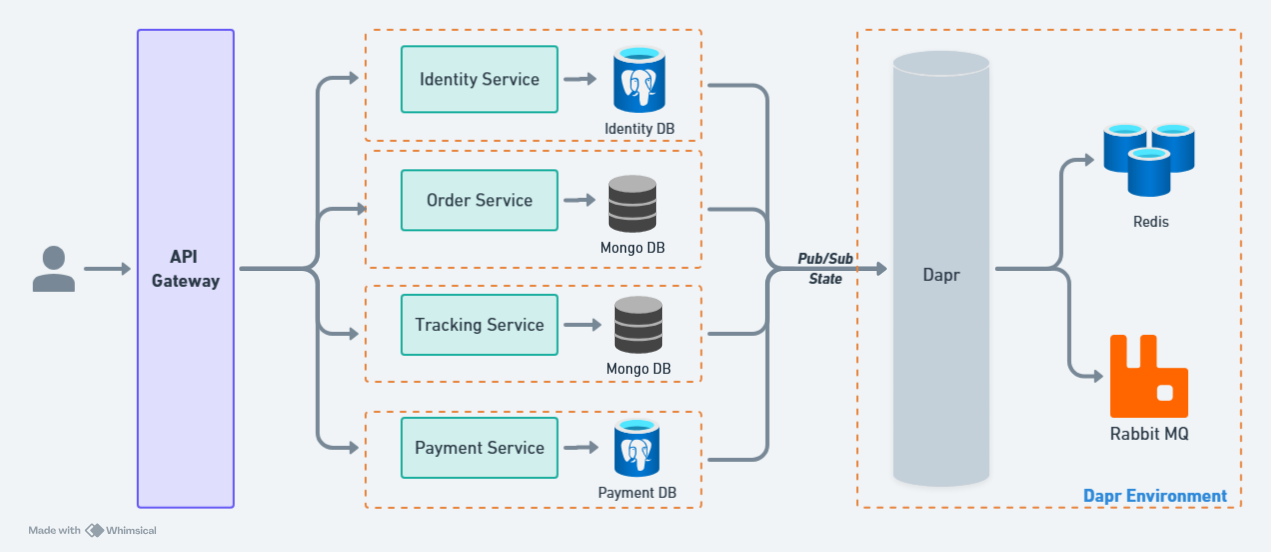 API
Gateway
Identity Service
Identity DB
Order Service
Mongo DB
Tracking Service
Mongo DB
Payment Service
Payment DB
Pub/Sub
State
Dapr
Redis
Rabbit MQ
Dapr Environment
Made with Whimsical